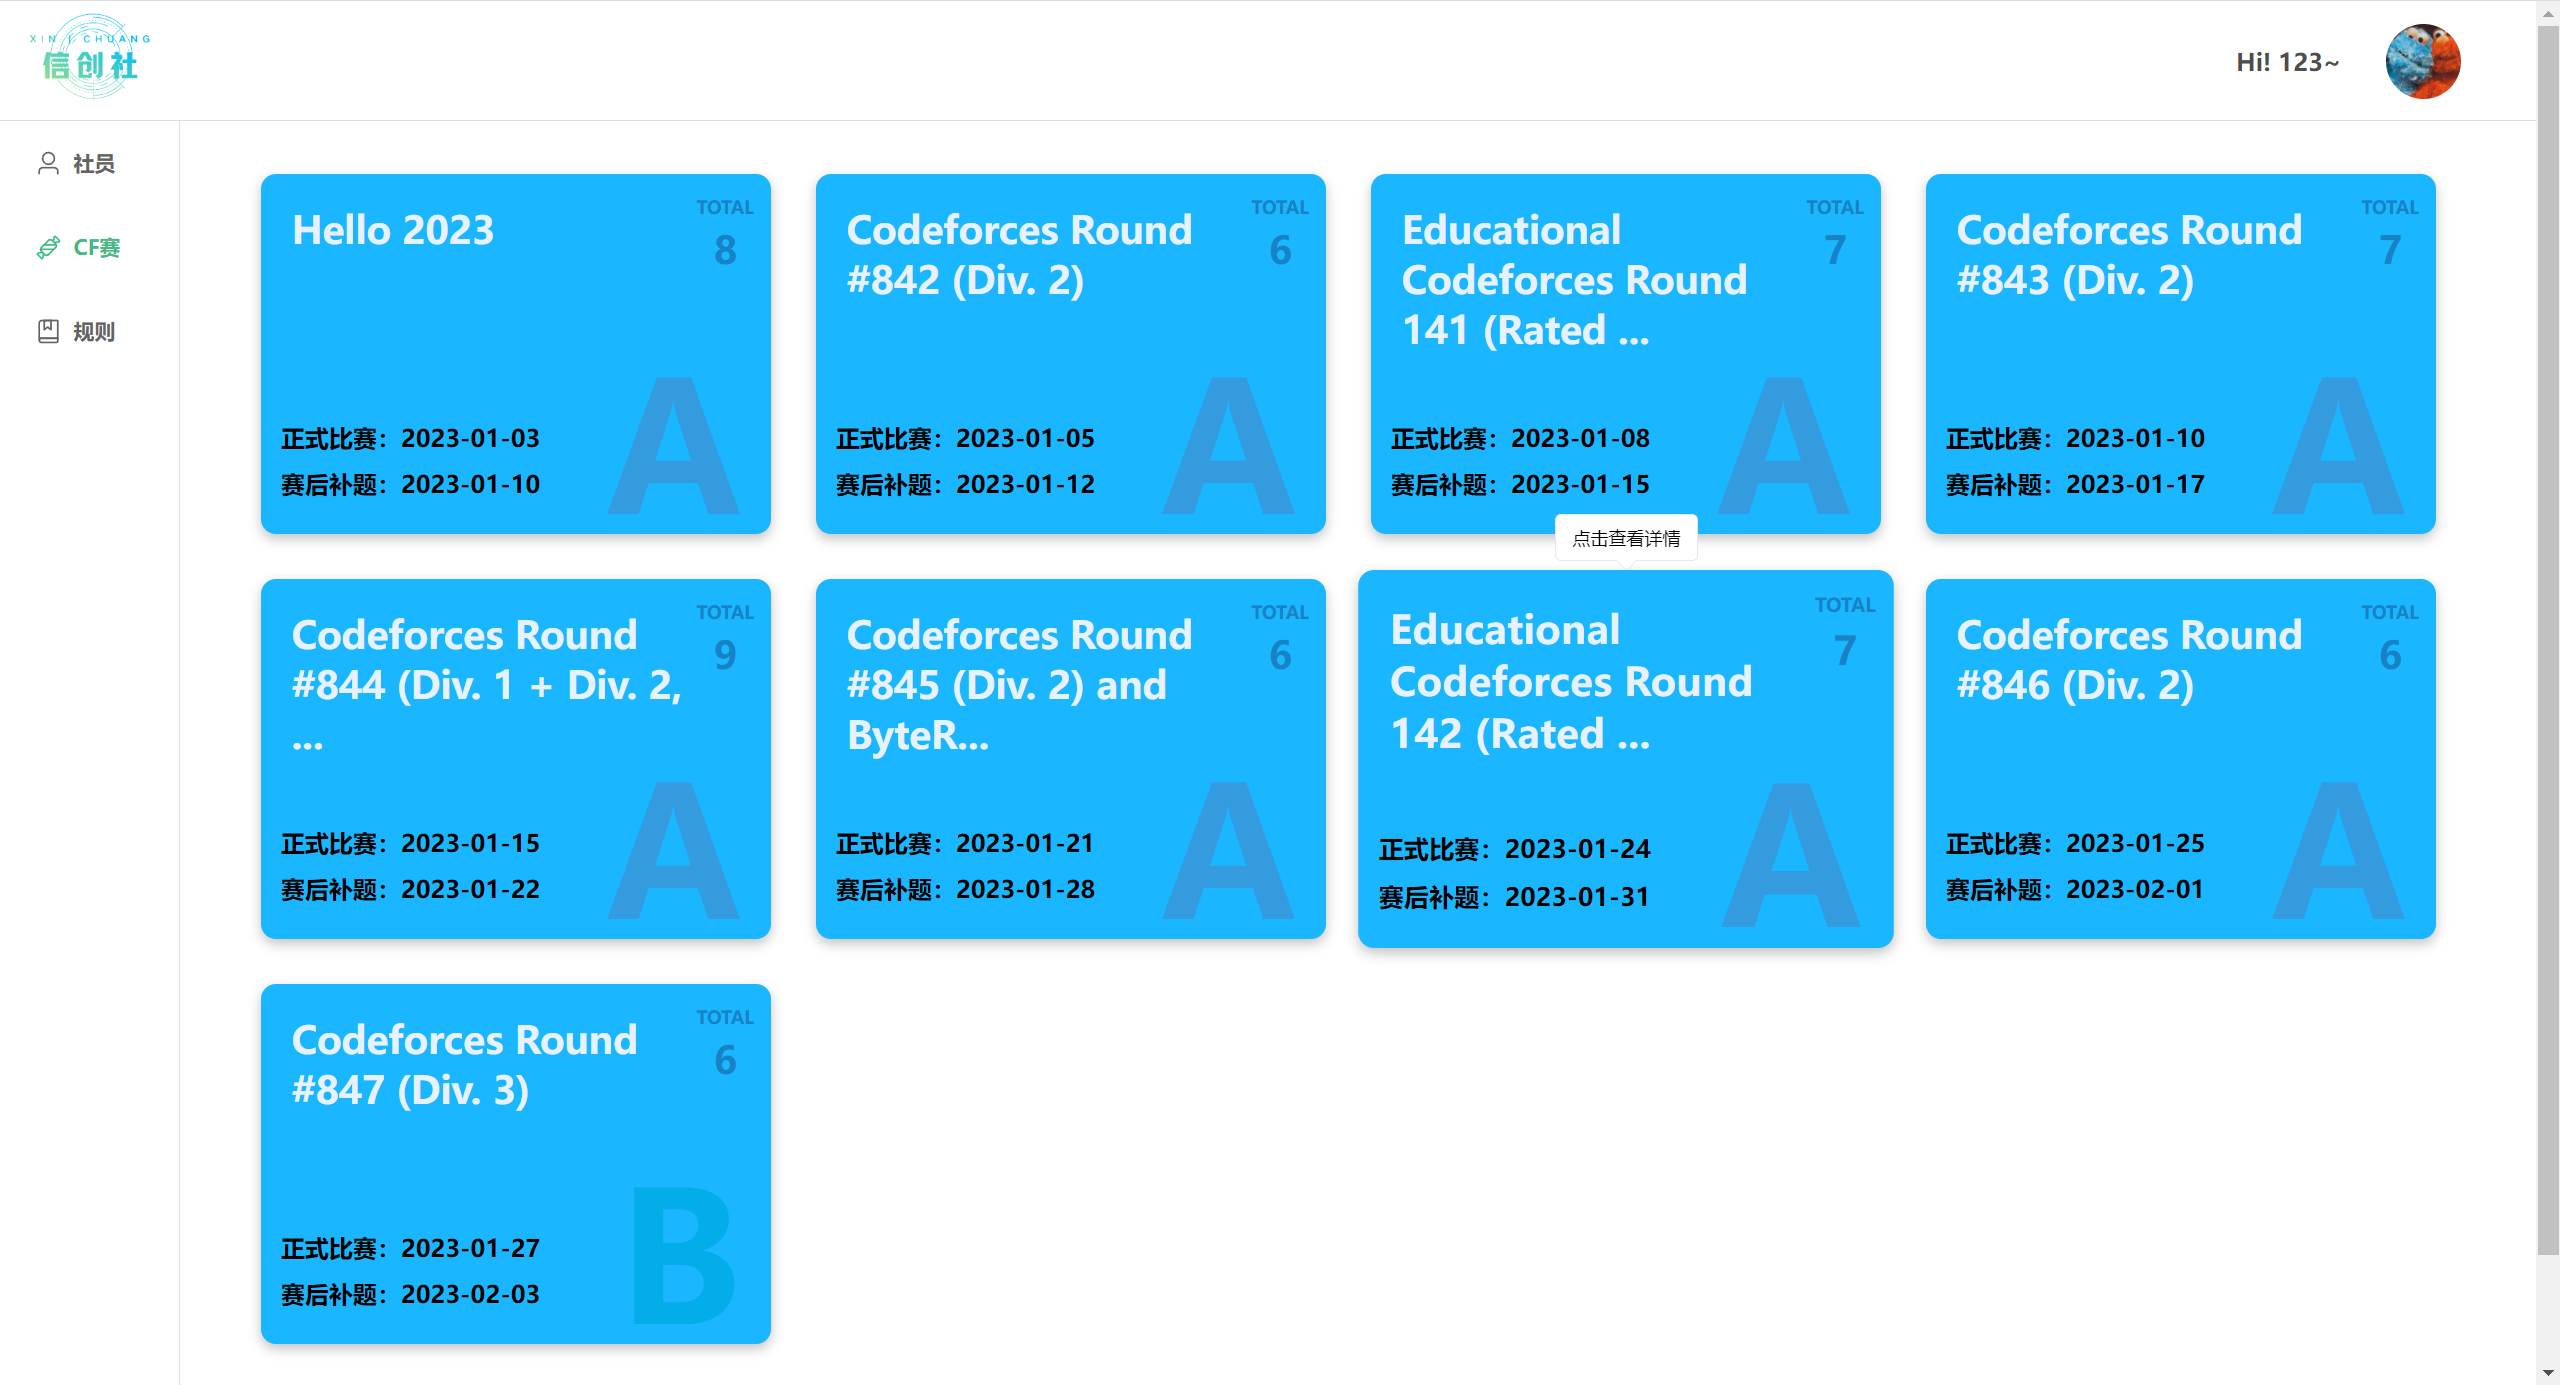 XIN CHUANG
信创社
Hi! 123~
社员
CF赛
规则
Hello 2023
TOTAL
8
正式比赛：2023-01-03
赛后补题：2023-01-10
A
Codeforces Round
#842 (Div. 2)
TOTAL
6
正式比赛：2023-01-05
赛后补题：2023-01-12
A
Educational
Codeforces Round
141 (Rated ...
TOTAL
7
正式比赛：2023-01-08
赛后补题：2023-01-15
A
Codeforces Round
#843 (Div. 2)
TOTAL
7
正式比赛：2023-01-10
赛后补题：2023-01-17
A
点击查看详情
Codeforces Round
#844 (Div. 1 + Div. 2,
...
TOTAL
9
正式比赛：2023-01-15
赛后补题：2023-01-22
A
Codeforces Round
#845 (Div. 2) and
ByteR...
TOTAL
6
正式比赛：2023-01-21
赛后补题：2023-01-28
A
Educational
Codeforces Round
142 (Rated ...
TOTAL
7
正式比赛：2023-01-24
赛后补题：2023-01-31
A
Codeforces Round
#846 (Div. 2)
TOTAL
6
正式比赛：2023-01-25
赛后补题：2023-02-01
A
Codeforces Round
#847 (Div. 3)
TOTAL
6
正式比赛：2023-01-27
赛后补题：2023-02-03
B